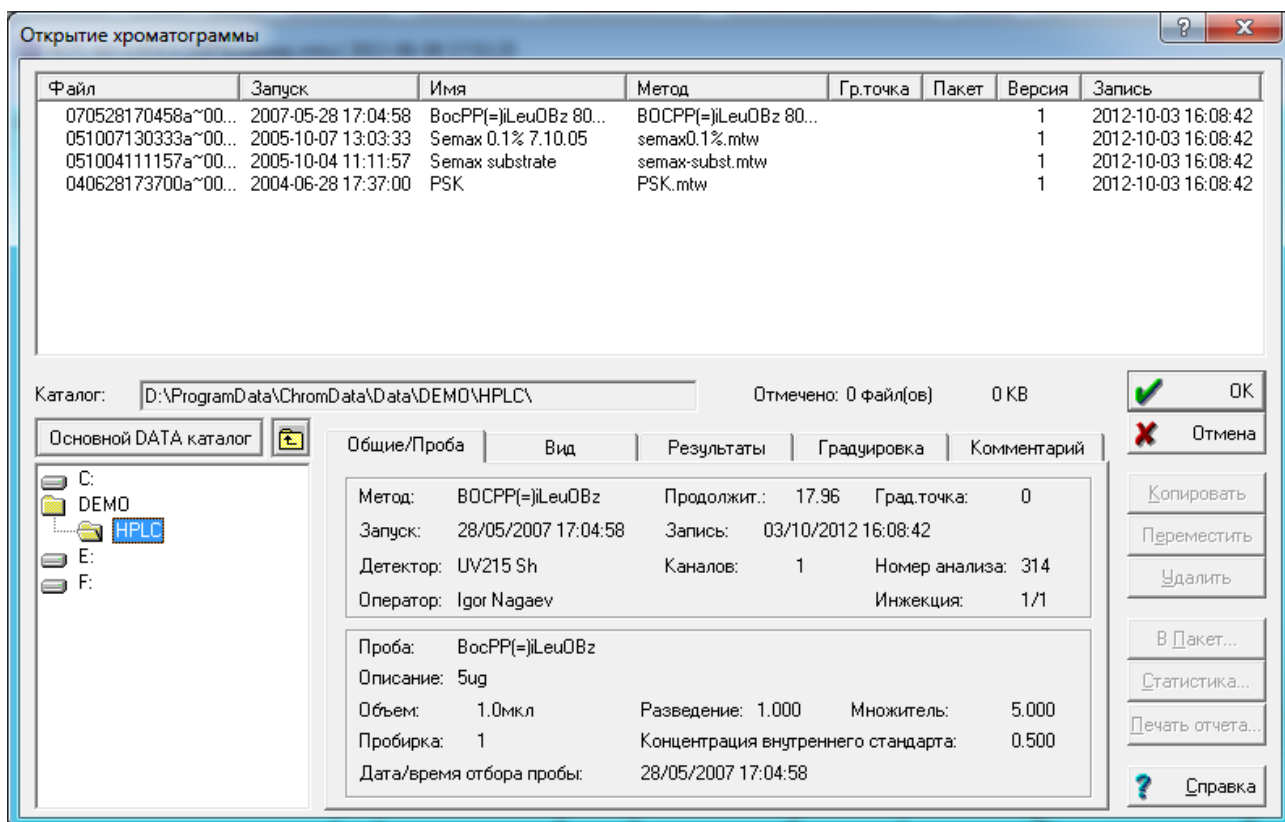 Открытие хроматограммы
Файл Запуск Имя Метод Гр.точка Пакет Версия Запись
070528170458a~00... 2007-05-28 17:04:58 BocPP(=)iLeuOBz 80... BOCPP(=)iLeuOBz 80... 1 2012-10-03 16:08:42
051007130333a~00... 2005-10-07 13:03:33 Semax 0.1% 7.10.05 semax0.1%.mtw 1 2012-10-03 16:08:42
051004111157a~00... 2005-10-04 11:11:57 Semax substrate semax-subst.mtw 1 2012-10-03 16:08:42
040628173700a~00... 2004-06-28 17:37:00 PSK PSK.mtw 1 2012-10-03 16:08:42
Каталог: D:\ProgramData\ChromData\Data\DEMO\HPLC\ Отмечено: 0 файл(ов) 0 KB
OK
Отмена
Копировать
Переместить
Удалить
В Пакет...
Статистика...
Печать отчета...
Справка
Основной DATA каталог
C:
DEMO
HPLC
E:
F:
Общие/Проба Вид Результаты Градуировка Комментарий
Метод: BOCPP(=)iLeuOBz Продолжит.: 17.96 Град.точка: 0
Запуск: 28/05/2007 17:04:58 Запись: 03/10/2012 16:08:42
Детектор: UV215 Sh Каналов: 1 Номер анализа: 314
Оператор: Igor Nagaev Инжекция: 1/1
Проба: BocPP(=)iLeuOBz
Описание: 5ug
Объем: 1.0мкл Разведение: 1.000 Множитель: 5.000
Пробирка: 1 Концентрация внутреннего стандарта: 0.500
Дата/время отбора пробы: 28/05/2007 17:04:58